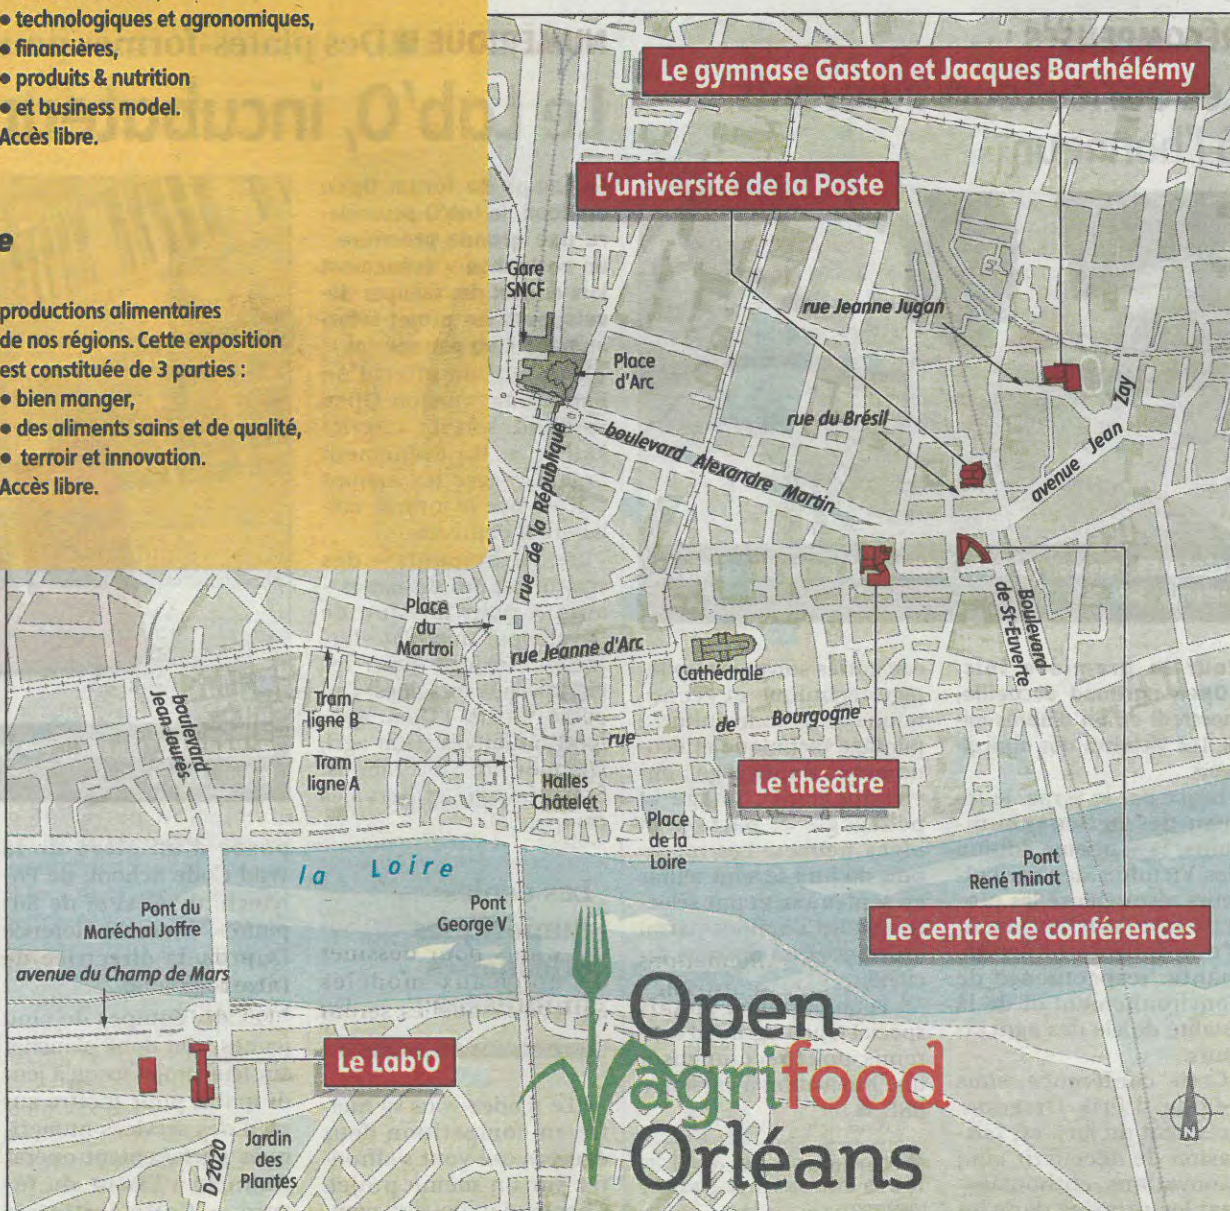 • technologiques et agronomiques,
• financières,
• produits & nutrition
• et business model.
Accès libre.
e
productions alimentaires
de nos régions. Cette exposition
est constituée de 3 parties :
• bien manger,
• des aliments sains et de qualité,
• terroir et innovation.
Accès libre.
Le gymnase Gaston et Jacques Barthélémy
L'université de la Poste
Gare
SNCF
rue Jeanne Jugan
Place
d'Arc
rue du Brésil
boulevard Alexandre Martin
avenue Jean Zay
rue de la République
Place
du
Martroi
rue Jeanne d'Arc
Cathédrale
Boulevard
de St-Euverte
boulevard
Jean Jaurès
Tram
ligne B
rue de Bourgogne
Tram
ligne A
Halles
Châtelet
Le théâtre
Place
de la
Loire
la Loire
Pont
René Thinat
Pont du
Maréchal Joffre
Pont
George V
Le centre de conférences
avenue du Champ de Mars
Le Lab'O
Open
agrifood
Orléans
Jardin
des
Plantes
D 2020
N